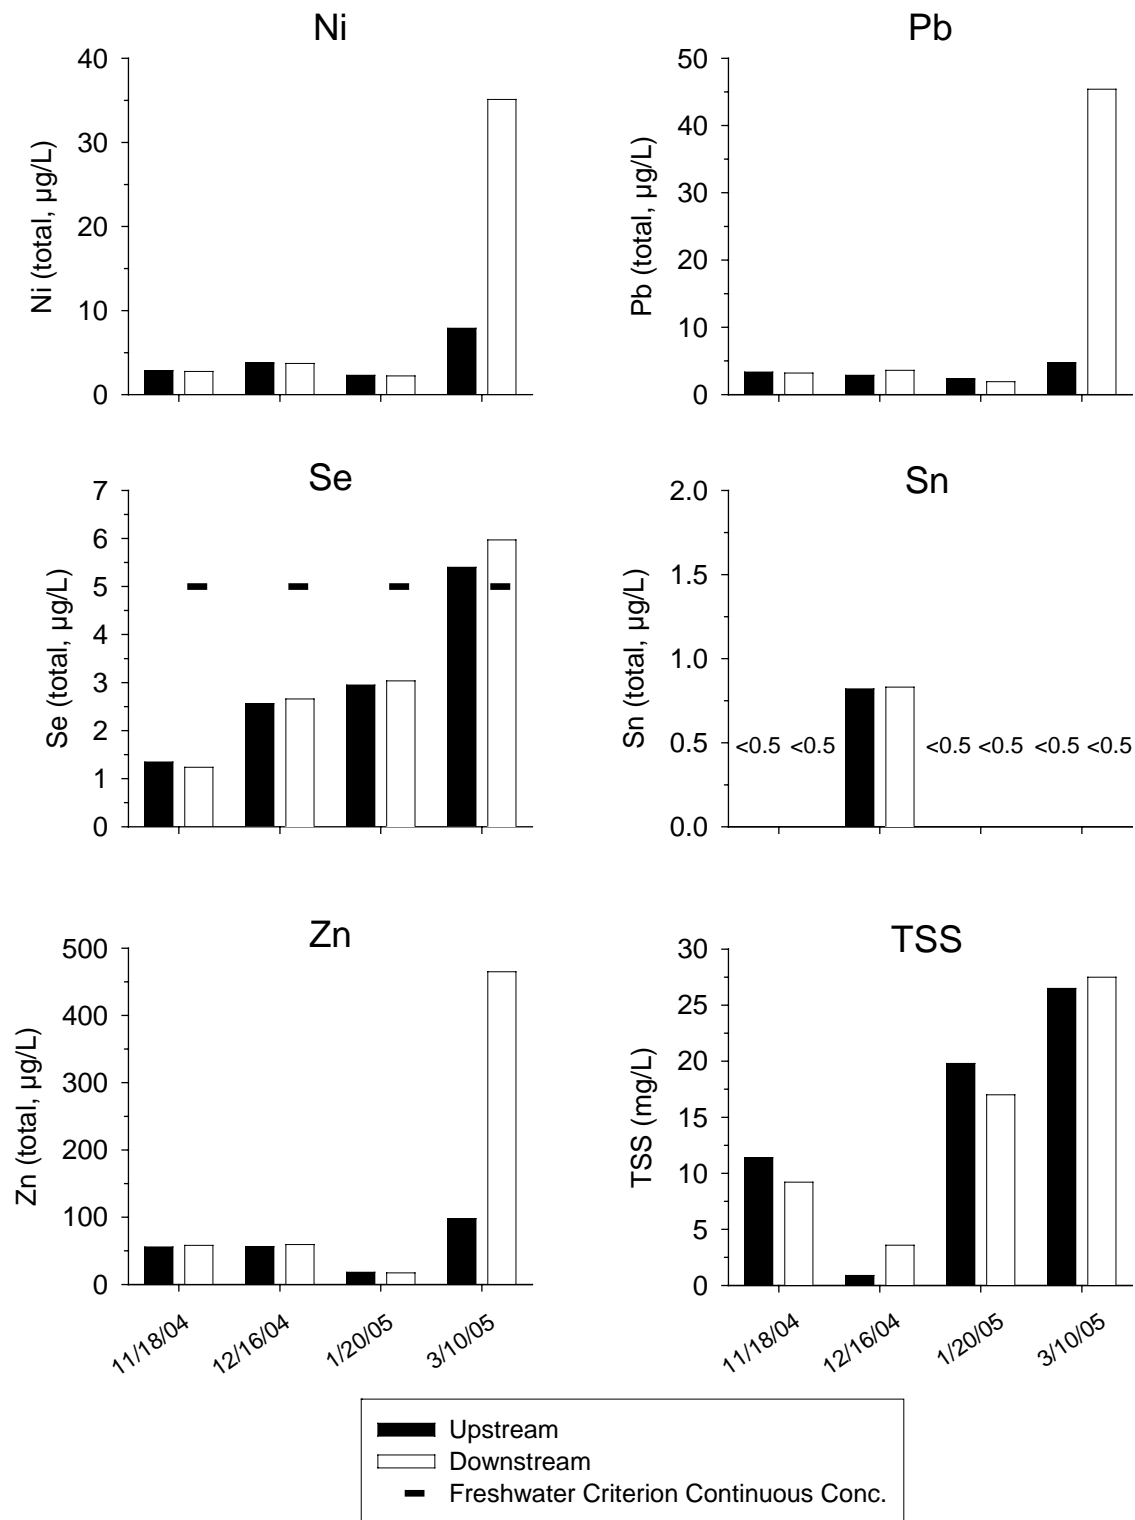 Ni
Ni (total, µg/L)
40
30
20
10
0
Pb
Pb (total, µg/L)
50
40
30
20
10
0
Se
Se (total, µg/L)
7
6
5
4
3
2
1
0
Sn
Sn (total, µg/L)
2.0
1.5
1.0
0.5
0.0
<0.5 <0.5 <0.5 <0.5 <0.5 <0.5
Zn
Zn (total, µg/L)
500
400
300
200
100
0
11/18/04
12/16/04
1/20/05
3/10/05
TSS
TSS (mg/L)
30
25
20
15
10
5
0
11/18/04
12/16/04
1/20/05
3/10/05
Upstream
Downstream
Freshwater Criterion Continuous Conc.